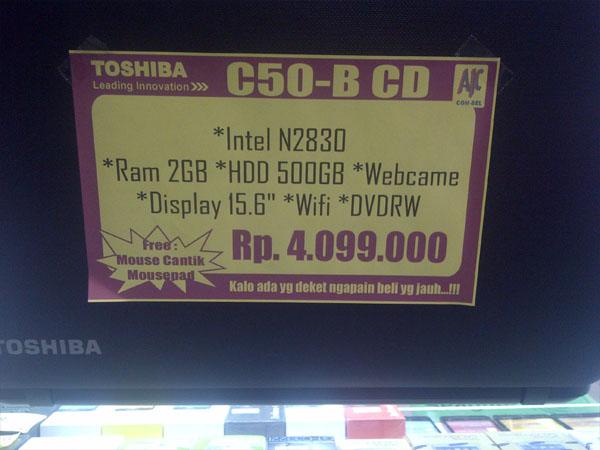 TOSHIBA
Leading Innovation >>>
C50-B CD
AJC
COM-BEL
*Intel N2830
*Ram 2GB *HDD 500GB *Webcame
*Display 15.6" *Wifi *DVDRW
Free :
Mouse Cantik
Mousepad
Rp. 4.099.000
Kalo ada yg deket ngapain beli yg jauh...!!!
TOSHIBA